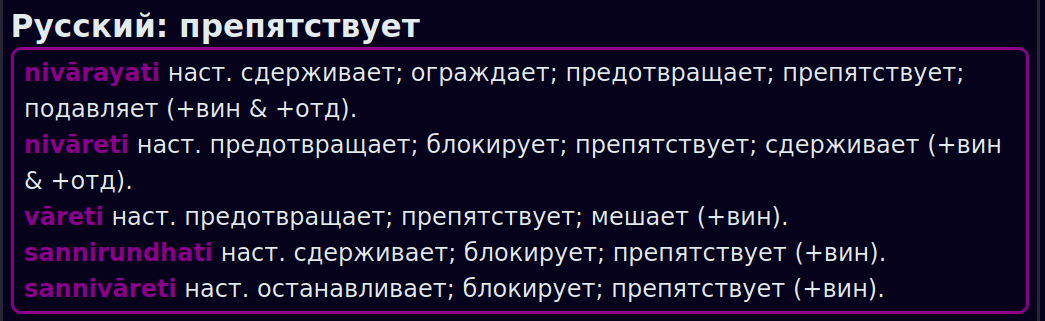 Русский: препятствует
nivārayati наст. сдерживает; ограждает; предотвращает; препятствует;
подавляет (+вин & +отд).
nivāreti наст. предотвращает; блокирует; препятствует; сдерживает (+вин
& +отд).
vāreti наст. предотвращает; препятствует; мешает (+вин).
sannirundhati наст. сдерживает; блокирует; препятствует (+вин).
sannivāreti наст. останавливает; блокирует; препятствует (+вин).